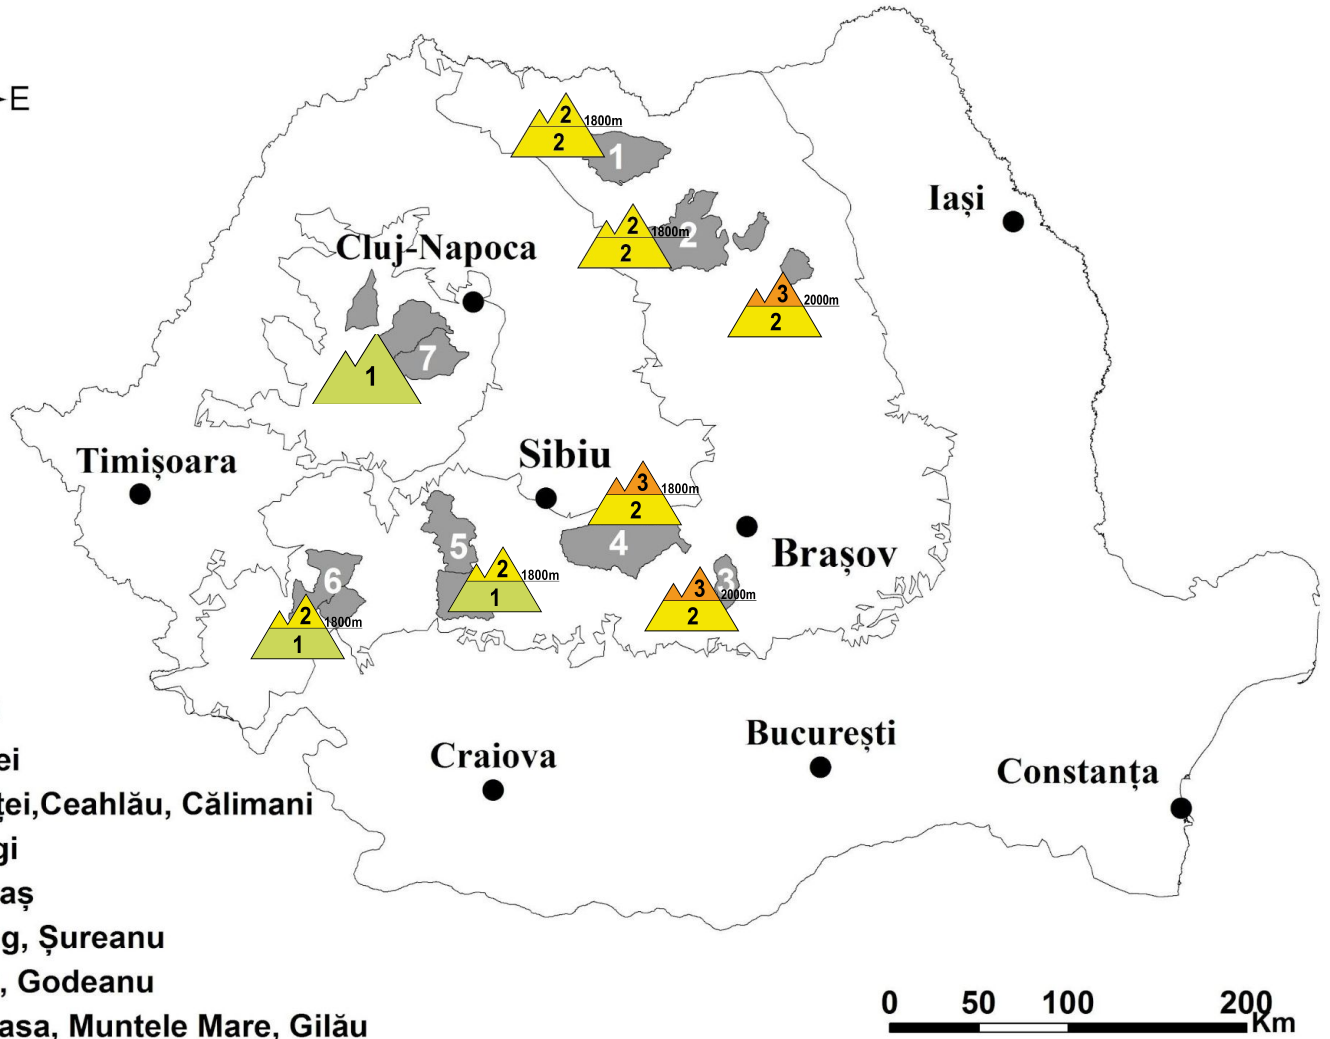 E
2
1800m
2
1
Iași
2
1800m
2
2
Cluj-Napoca
3
2000m
2
7
1
Timișoara
Sibiu
3
1800m
2
4
5
Brașov
2
1800m
1
6
3
3
2000m
2
2
1800m
1
București
Craiova
Constanța
ei
ței,Ceahlău, Călimani
gi
aș
g, Șureanu
, Godeanu
asa, Muntele Mare, Gilău
0 50 100 200
Km